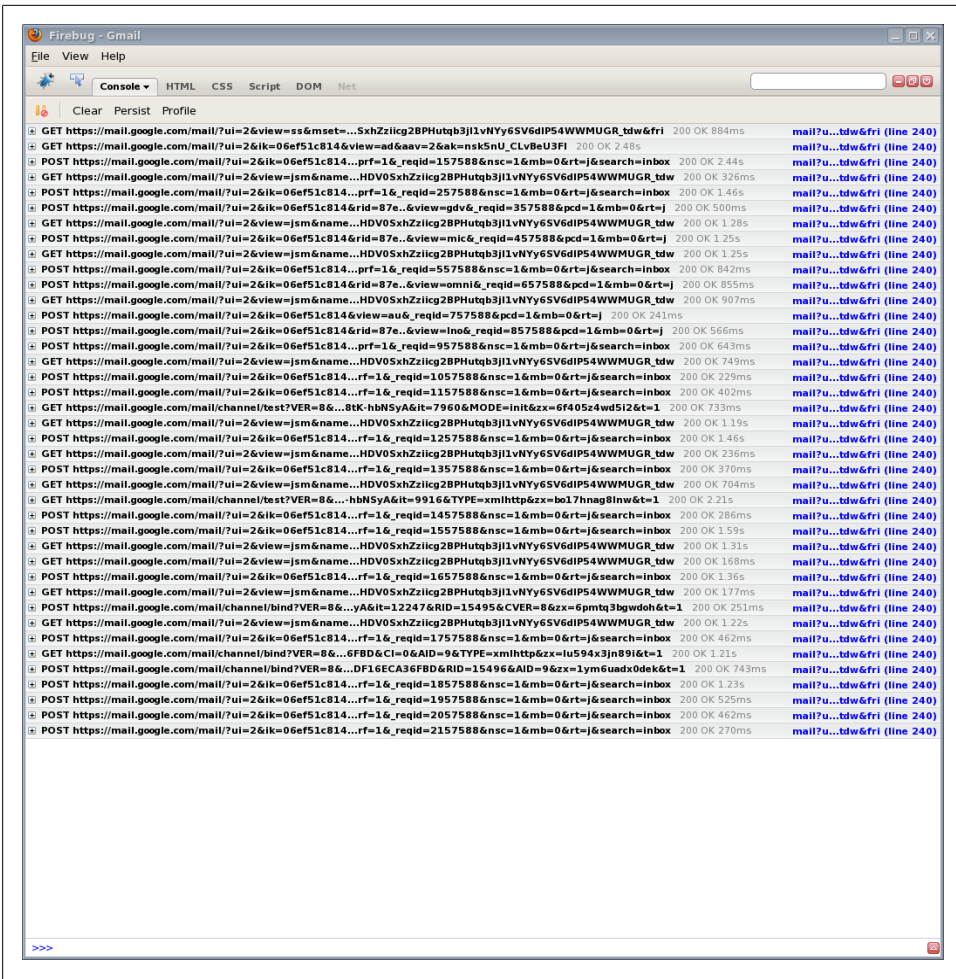 Firebug - Gmail
File View Help
Console HTML CSS Script DOM Net
Clear Persist Profile
GET https://mail.google.com/mail/?ui=2&view=ss&mset=...SxhZziicg2BPHutqb3jl1vNYy6SV6dIP54WWMUGR_tdw&fri 200 OK 884ms mail?u...tdw&fri (line 240)
GET https://mail.google.com/mail/?ui=2&ik=06ef51c814&view=ad&aav=2&ak=nsk5nU_CLvBeU3FI 200 OK 2.48s mail?u...tdw&fri (line 240)
POST https://mail.google.com/mail/?ui=2&ik=06ef51c814...prf=1&_reqid=157588&nsc=1&mb=0&rt=j&search=inbox 200 OK 2.44s mail?u...tdw&fri (line 240)
GET https://mail.google.com/mail/?ui=2&view=jsm&name...HDV0SxhZziicg2BPHutqb3jl1vNYy6SV6dIP54WWMUGR_tdw 200 OK 326ms mail?u...tdw&fri (line 240)
POST https://mail.google.com/mail/?ui=2&ik=06ef51c814...prf=1&_reqid=257588&nsc=1&mb=0&rt=j&search=inbox 200 OK 1.46s mail?u...tdw&fri (line 240)
POST https://mail.google.com/mail/?ui=2&ik=06ef51c814&rid=87e..&view=gdv&_reqid=357588&pcd=1&mb=0&rt=j 200 OK 500ms mail?u...tdw&fri (line 240)
GET https://mail.google.com/mail/?ui=2&view=jsm&name...HDV0SxhZziicg2BPHutqb3jl1vNYy6SV6dIP54WWMUGR_tdw 200 OK 1.28s mail?u...tdw&fri (line 240)
POST https://mail.google.com/mail/?ui=2&ik=06ef51c814&rid=87e..&view=mic&_reqid=457588&pcd=1&mb=0&rt=j 200 OK 1.25s mail?u...tdw&fri (line 240)
GET https://mail.google.com/mail/?ui=2&view=jsm&name...HDV0SxhZziicg2BPHutqb3jl1vNYy6SV6dIP54WWMUGR_tdw 200 OK 1.25s mail?u...tdw&fri (line 240)
POST https://mail.google.com/mail/?ui=2&ik=06ef51c814...prf=1&_reqid=557588&nsc=1&mb=0&rt=j&search=inbox 200 OK 842ms mail?u...tdw&fri (line 240)
POST https://mail.google.com/mail/?ui=2&ik=06ef51c814&rid=87e..&view=omni&_reqid=657588&pcd=1&mb=0&rt=j 200 OK 855ms mail?u...tdw&fri (line 240)
GET https://mail.google.com/mail/?ui=2&view=jsm&name...HDV0SxhZziicg2BPHutqb3jl1vNYy6SV6dIP54WWMUGR_tdw 200 OK 907ms mail?u...tdw&fri (line 240)
POST https://mail.google.com/mail/?ui=2&ik=06ef51c814&view=au&_reqid=757588&pcd=1&mb=0&rt=j 200 OK 241ms mail?u...tdw&fri (line 240)
POST https://mail.google.com/mail/?ui=2&ik=06ef51c814&rid=87e..&view=lno&_reqid=857588&pcd=1&mb=0&rt=j 200 OK 566ms mail?u...tdw&fri (line 240)
POST https://mail.google.com/mail/?ui=2&ik=06ef51c814...prf=1&_reqid=957588&nsc=1&mb=0&rt=j&search=inbox 200 OK 643ms mail?u...tdw&fri (line 240)
GET https://mail.google.com/mail/?ui=2&view=jsm&name...HDV0SxhZziicg2BPHutqb3jl1vNYy6SV6dIP54WWMUGR_tdw 200 OK 749ms mail?u...tdw&fri (line 240)
POST https://mail.google.com/mail/?ui=2&ik=06ef51c814...rf=1&_reqid=1057588&nsc=1&mb=0&rt=j&search=inbox 200 OK 229ms mail?u...tdw&fri (line 240)
POST https://mail.google.com/mail/?ui=2&ik=06ef51c814...rf=1&_reqid=1157588&nsc=1&mb=0&rt=j&search=inbox 200 OK 402ms mail?u...tdw&fri (line 240)
GET https://mail.google.com/mail/channel/test?VER=8&...8tK-hbNSyA&it=7960&MODE=init&zx=6f405z4wd5i2&t=1 200 OK 733ms mail?u...tdw&fri (line 240)
GET https://mail.google.com/mail/?ui=2&view=jsm&name...HDV0SxhZziicg2BPHutqb3jl1vNYy6SV6dIP54WWMUGR_tdw 200 OK 1.19s mail?u...tdw&fri (line 240)
POST https://mail.google.com/mail/?ui=2&ik=06ef51c814...rf=1&_reqid=1257588&nsc=1&mb=0&rt=j&search=inbox 200 OK 1.46s mail?u...tdw&fri (line 240)
GET https://mail.google.com/mail/?ui=2&view=jsm&name...HDV0SxhZziicg2BPHutqb3jl1vNYy6SV6dIP54WWMUGR_tdw 200 OK 236ms mail?u...tdw&fri (line 240)
POST https://mail.google.com/mail/?ui=2&ik=06ef51c814...rf=1&_reqid=1357588&nsc=1&mb=0&rt=j&search=inbox 200 OK 370ms mail?u...tdw&fri (line 240)
GET https://mail.google.com/mail/?ui=2&view=jsm&name...HDV0SxhZziicg2BPHutqb3jl1vNYy6SV6dIP54WWMUGR_tdw 200 OK 704ms mail?u...tdw&fri (line 240)
GET https://mail.google.com/mail/channel/test?VER=8&...-hbNSyA&it=9916&TYPE=xmlhttp&zx=bo17hnag8lnw&t=1 200 OK 2.21s mail?u...tdw&fri (line 240)
POST https://mail.google.com/mail/?ui=2&ik=06ef51c814...rf=1&_reqid=1457588&nsc=1&mb=0&rt=j&search=inbox 200 OK 286ms mail?u...tdw&fri (line 240)
POST https://mail.google.com/mail/?ui=2&ik=06ef51c814...rf=1&_reqid=1557588&nsc=1&mb=0&rt=j&search=inbox 200 OK 1.59s mail?u...tdw&fri (line 240)
GET https://mail.google.com/mail/?ui=2&view=jsm&name...HDV0SxhZziicg2BPHutqb3jl1vNYy6SV6dIP54WWMUGR_tdw 200 OK 1.31s mail?u...tdw&fri (line 240)
GET https://mail.google.com/mail/?ui=2&view=jsm&name...HDV0SxhZziicg2BPHutqb3jl1vNYy6SV6dIP54WWMUGR_tdw 200 OK 168ms mail?u...tdw&fri (line 240)
POST https://mail.google.com/mail/?ui=2&ik=06ef51c814...rf=1&_reqid=1657588&nsc=1&mb=0&rt=j&search=inbox 200 OK 1.36s mail?u...tdw&fri (line 240)
GET https://mail.google.com/mail/?ui=2&view=jsm&name...HDV0SxhZziicg2BPHutqb3jl1vNYy6SV6dIP54WWMUGR_tdw 200 OK 177ms mail?u...tdw&fri (line 240)
POST https://mail.google.com/mail/channel/bind?VER=8&...yA&it=12247&RID=15495&CVER=8&zx=6pmtq3bgwdoh&t=1 200 OK 251ms mail?u...tdw&fri (line 240)
GET https://mail.google.com/mail/?ui=2&view=jsm&name...HDV0SxhZziicg2BPHutqb3jl1vNYy6SV6dIP54WWMUGR_tdw 200 OK 1.22s mail?u...tdw&fri (line 240)
POST https://mail.google.com/mail/?ui=2&ik=06ef51c814...rf=1&_reqid=1757588&nsc=1&mb=0&rt=j&search=inbox 200 OK 462ms mail?u...tdw&fri (line 240)
GET https://mail.google.com/mail/channel/bind?VER=8&...6FBD&CI=0&AID=9&TYPE=xmlhttp&zx=lu594x3jn89i&t=1 200 OK 1.21s mail?u...tdw&fri (line 240)
POST https://mail.google.com/mail/channel/bind?VER=8&...DF16ECA36FBD&RID=15496&AID=9&zx=1ym6uadx0dek&t=1 200 OK 743ms mail?u...tdw&fri (line 240)
POST https://mail.google.com/mail/?ui=2&ik=06ef51c814...rf=1&_reqid=1857588&nsc=1&mb=0&rt=j&search=inbox 200 OK 1.23s mail?u...tdw&fri (line 240)
POST https://mail.google.com/mail/?ui=2&ik=06ef51c814...rf=1&_reqid=1957588&nsc=1&mb=0&rt=j&search=inbox 200 OK 525ms mail?u...tdw&fri (line 240)
POST https://mail.google.com/mail/?ui=2&ik=06ef51c814...rf=1&_reqid=2057588&nsc=1&mb=0&rt=j&search=inbox 200 OK 462ms mail?u...tdw&fri (line 240)
POST https://mail.google.com/mail/?ui=2&ik=06ef51c814...rf=1&_reqid=2157588&nsc=1&mb=0&rt=j&search=inbox 200 OK 270ms mail?u...tdw&fri (line 240)
>>>